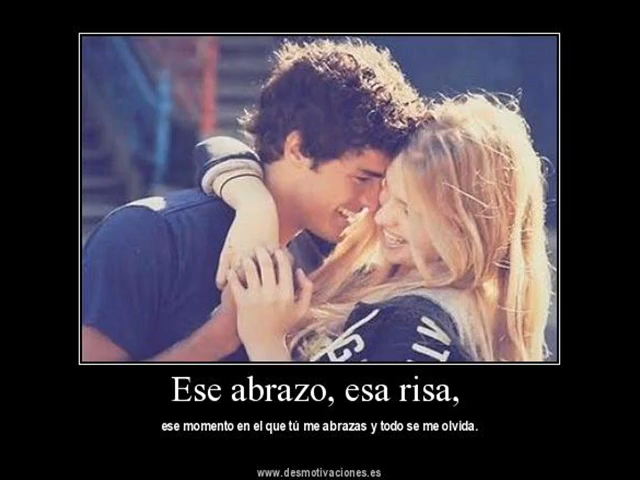 Ese abrazo, esa risa,
ese momento en el que tú me abrazas y todo se me olvida.
www.desmotivaciones.es